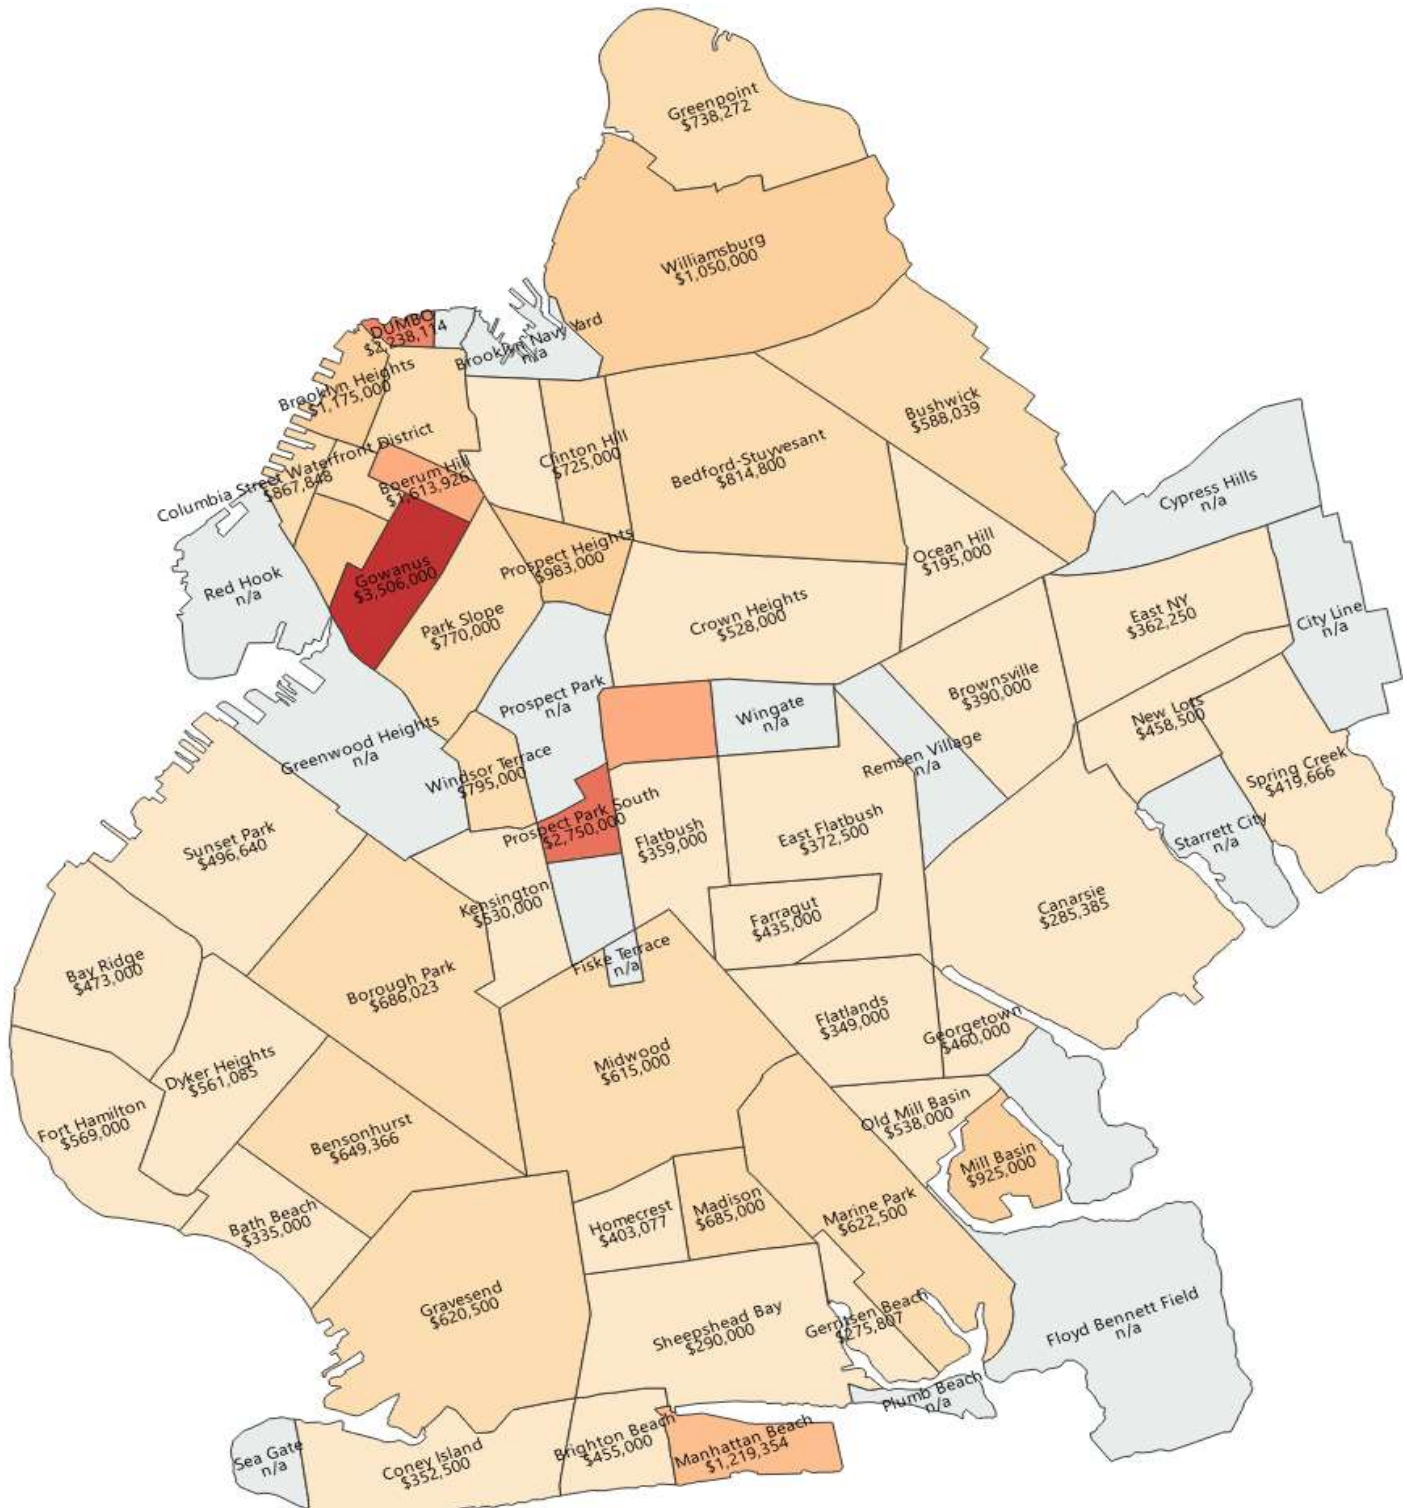 Greenpoint
$738,272
Williamsburg
$1,050,000
DUMBO
$2,238,114
Brooklyn Navy Yard
n/a
Brooklyn Heights
$1,175,000
Bushwick
$588,039
Clinton Hill
$725,000
Bedford-Stuyvesant
$814,800
Columbia Street Waterfront District
$867,848
Boerum Hill
$1,613,926
Cypress Hills
n/a
Ocean Hill
$195,000
Prospect Heights
$983,000
Gowanus
$3,506,000
Red Hook
n/a
Park Slope
$770,000
Crown Heights
$528,000
East NY
$362,250
City Line
n/a
Brownsville
$390,000
Prospect Park
n/a
Wingate
n/a
New Lots
$458,500
Greenwood Heights
n/a
Remsen Village
n/a
Windsor Terrace
$795,000
Spring Creek
$419,666
Prospect Park South
$2,750,000
Sunset Park
$496,640
Flatbush
$359,000
East Flatbush
$372,500
Starrett City
n/a
Kensington
$530,000
Farragut
$435,000
Canarsie
$285,385
Bay Ridge
$473,000
Borough Park
$686,023
Fiske Terrace
n/a
Flatlands
$349,000
Georgetown
$460,000
Midwood
$615,000
Dyker Heights
$561,085
Fort Hamilton
$569,000
Old Mill Basin
$538,000
Bensonhurst
$649,366
Mill Basin
$925,000
Bath Beach
$335,000
Homecrest
$403,077
Madison
$685,000
Marine Park
$622,500
Gravesend
$620,500
Sheepshead Bay
$290,000
Gerritsen Beach
$275,807
Floyd Bennett Field
n/a
Plumb Beach
n/a
Sea Gate
n/a
Coney Island
$352,500
Brighton Beach
$455,000
Manhattan Beach
$1,219,354